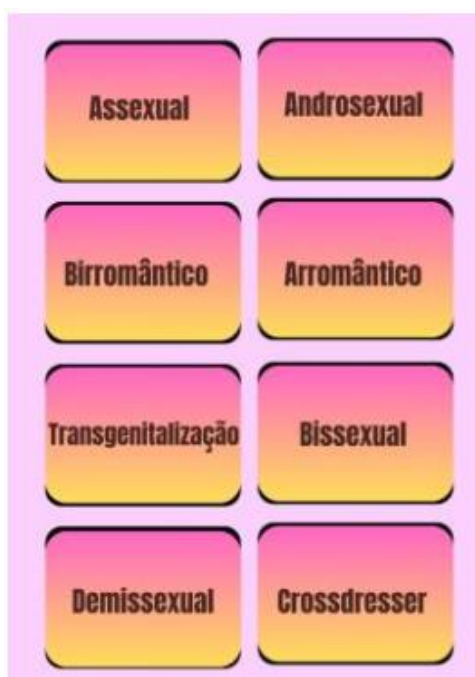 Assexual
Androsexual
Birromântico
Arromântico
Transgenitalização
Bissexual
Demissexual
Crossdresser